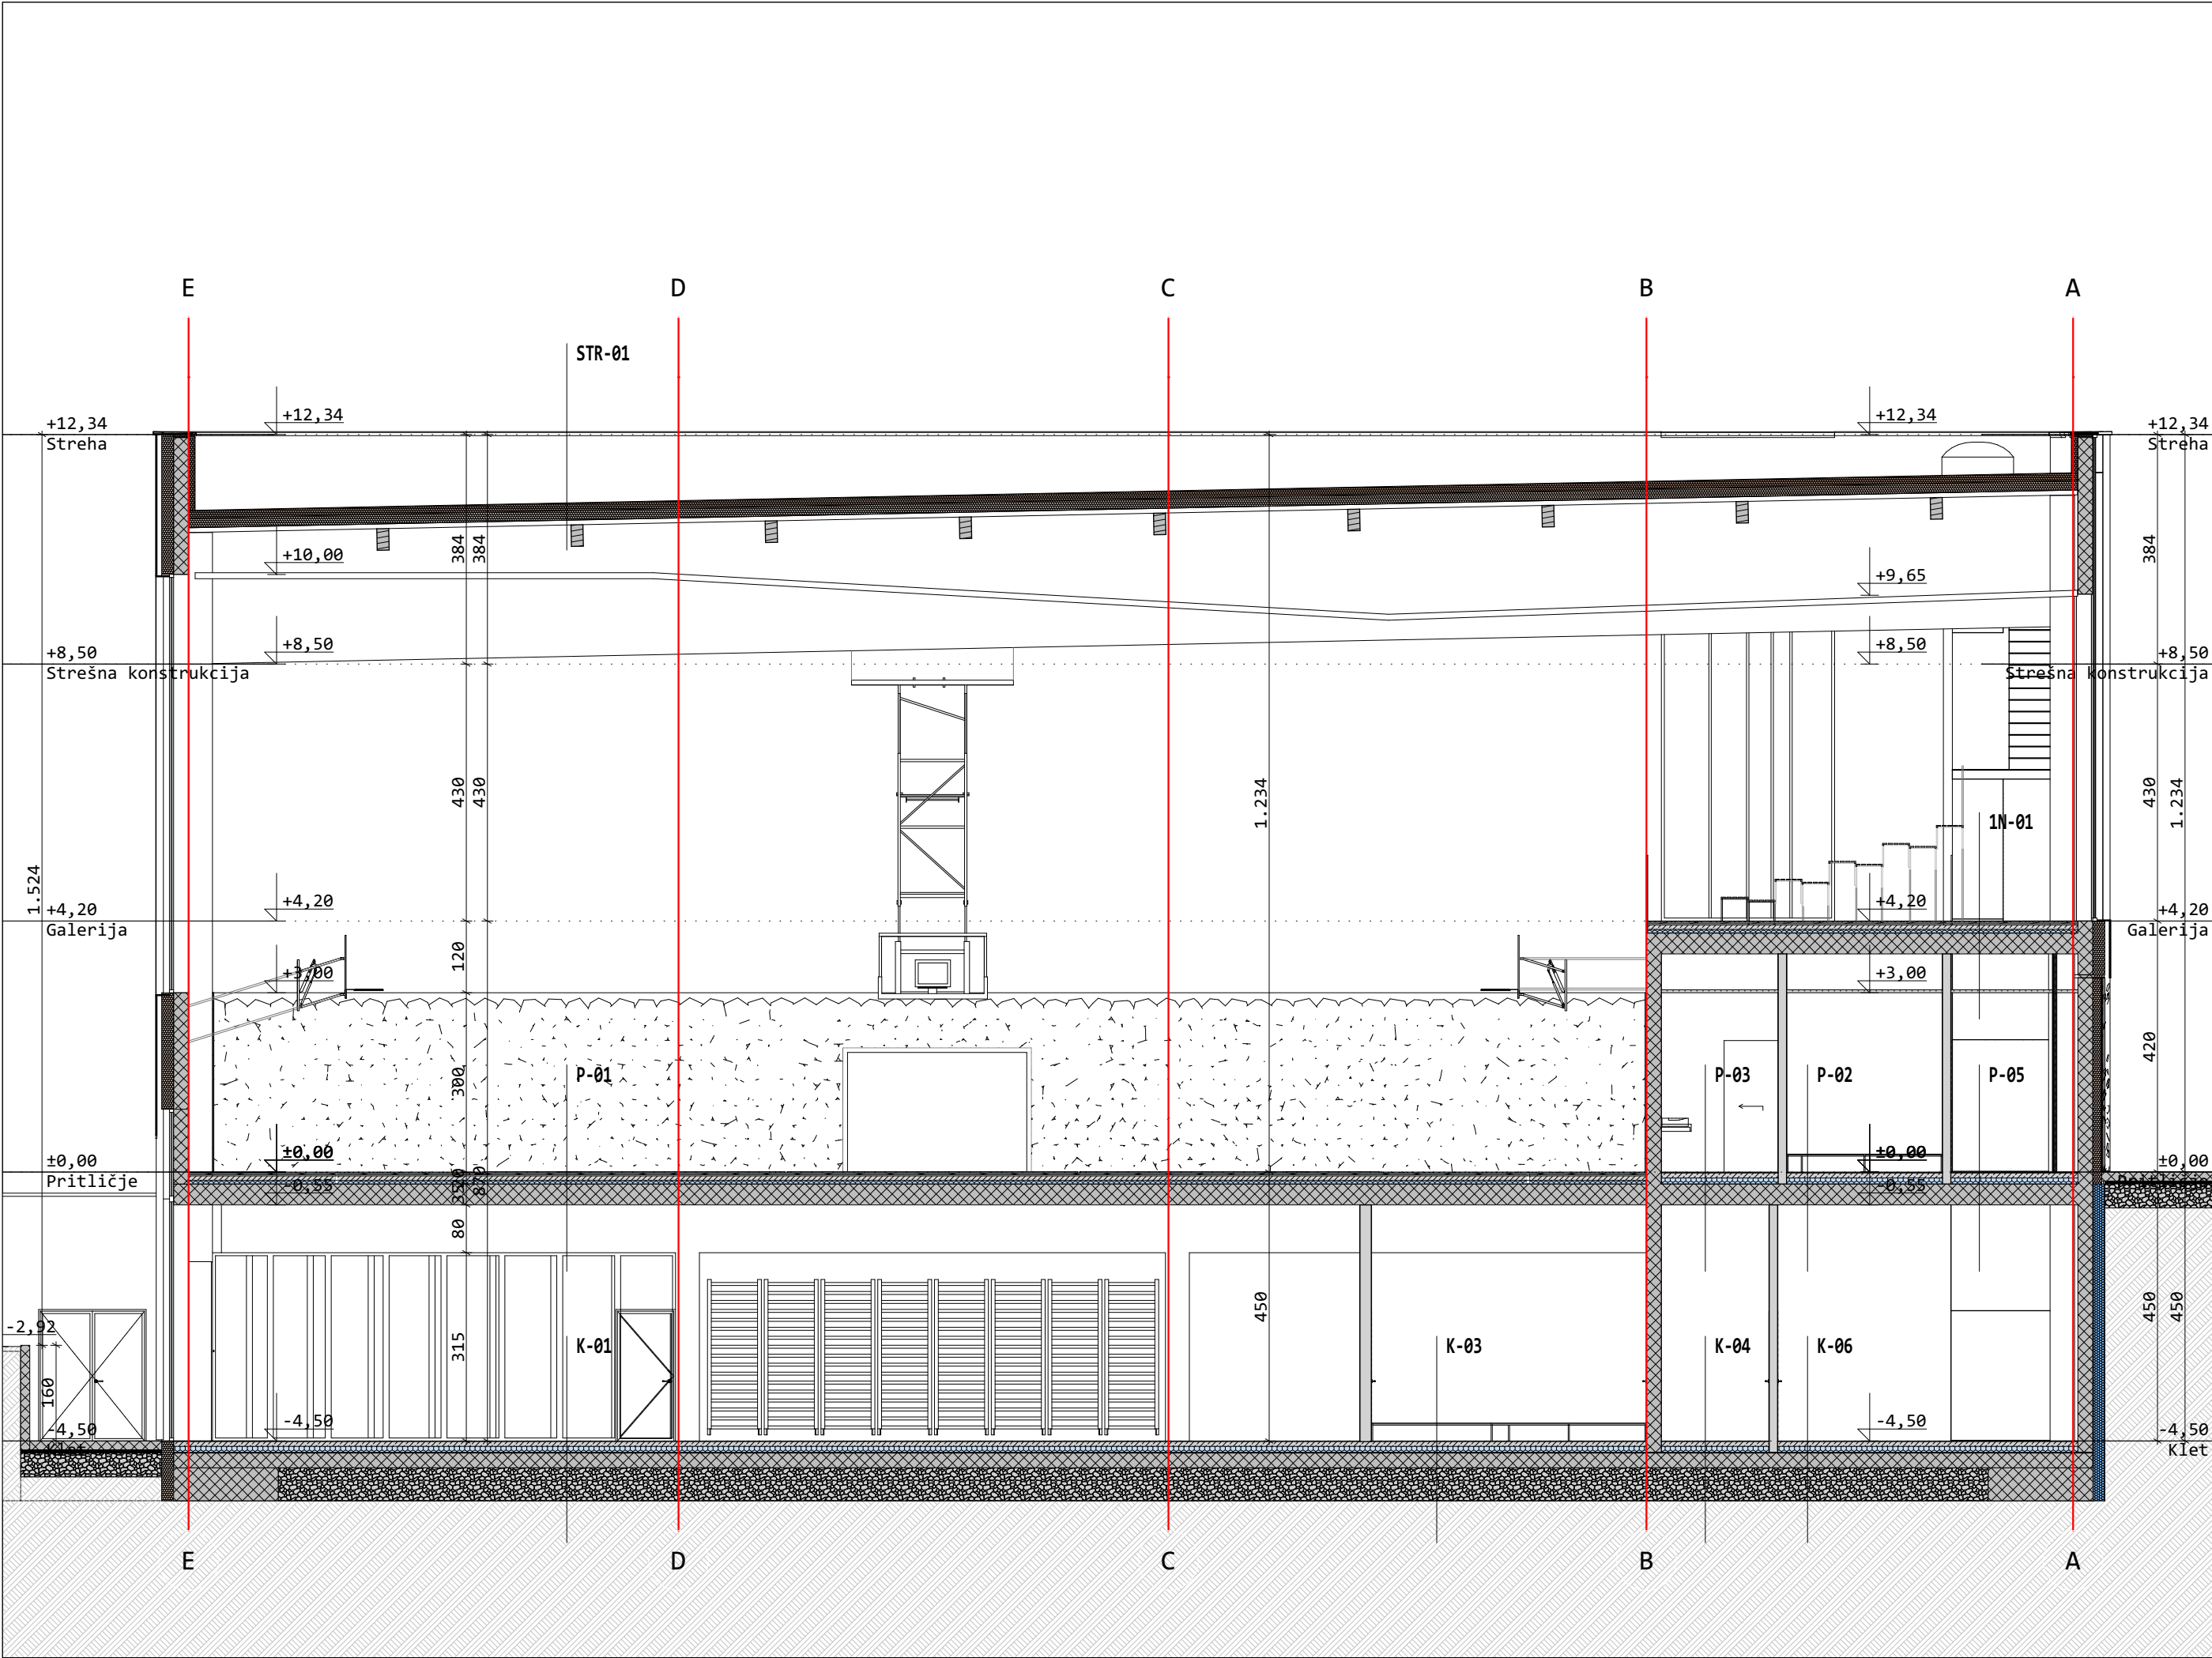 E D C B A
STR-01
+12,34
Streha
+12,34
+12,34
+12,34
Streha
384
384
384
+10,00
+9,65
+8,50
Strešna konstrukcija
+8,50
+8,50
+8,50
Strešna konstrukcija
430
430
1.234
430
1.234
1N-01
1.524
+4,20
Galerija
+4,20
+4,20
+4,20
Galerija
120
+3,00
+3,00
300
P-01
P-03
P-02
P-05
420
±0,00
Pritličje
±0,00
±0,00
±0,00
-0,55
870
-0,55
80
-2,92
160
315
K-01
450
K-03
K-04
K-06
450
450
-4,50
Klet
-4,50
-4,50
-4,50
Klet
E D C B A